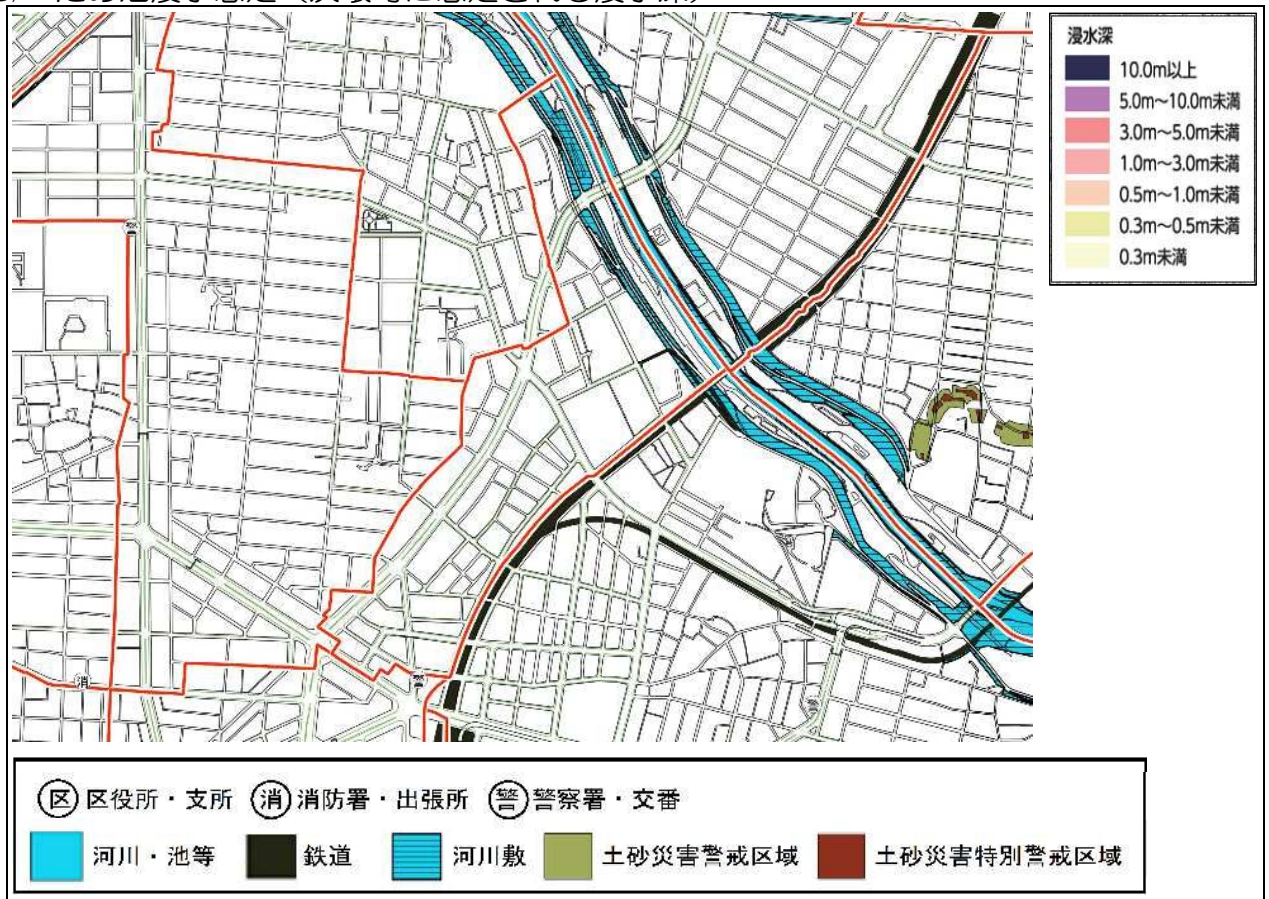 浸水深
10.0m以上
5.0m～10.0m未満
3.0m～5.0m未満
1.0m～3.0m未満
0.5m～1.0m未満
0.3m～0.5m未満
0.3m未満
警
消
警
警
区 区役所・支所 消 消防署・出張所 警 警察署・交番
河川・池等 鉄道 河川敷 土砂災害警戒区域 土砂災害特別警戒区域